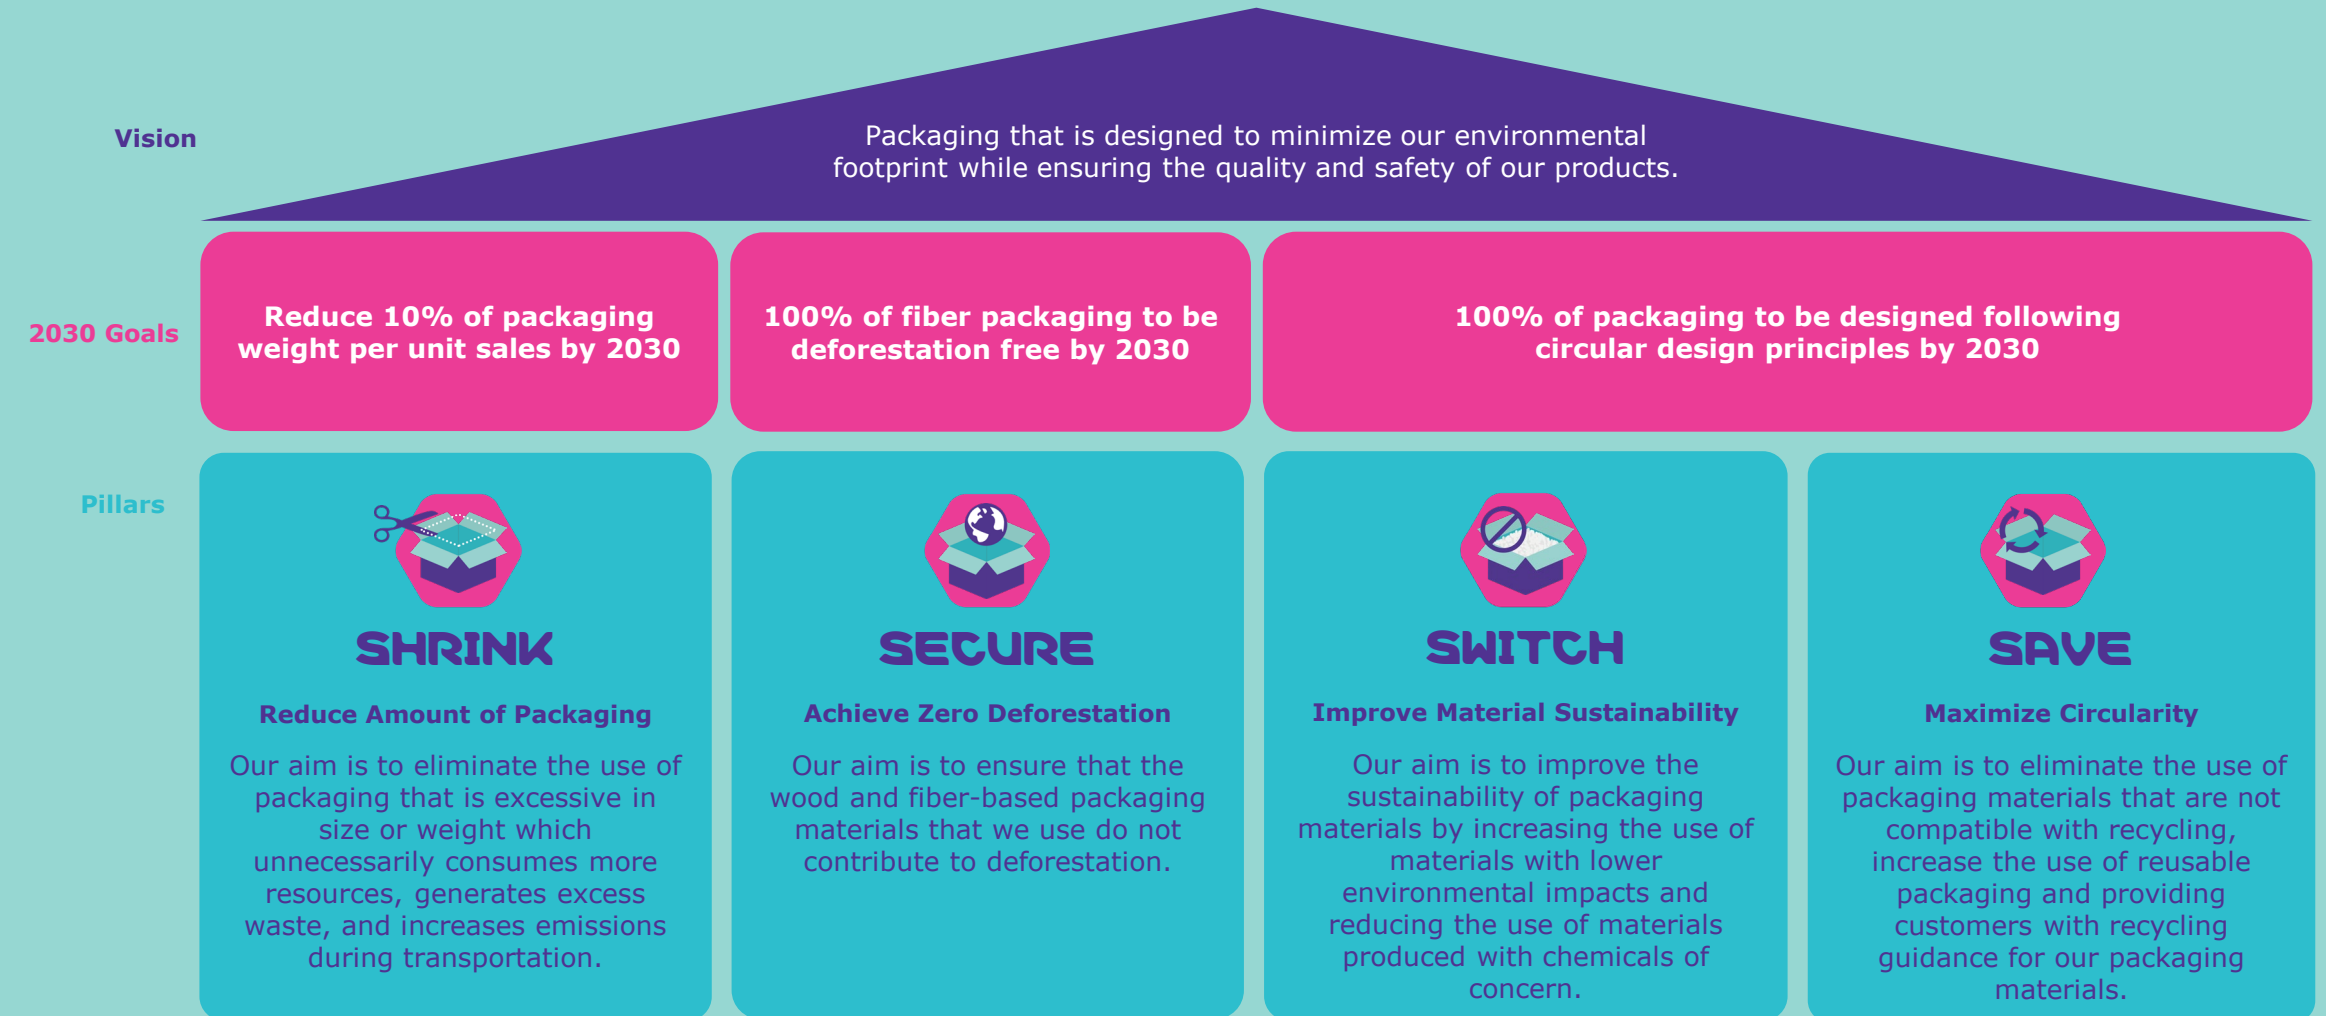 Vision
Packaging that is designed to minimize our environmental
footprint while ensuring the quality and safety of our products.
2030 Goals
Reduce 10% of packaging
weight per unit sales by 2030
100% of fiber packaging to be
deforestation free by 2030
100% of packaging to be designed following
circular design principles by 2030
Pillars
SHRINK
Reduce Amount of Packaging
Our aim is to eliminate the use of
packaging that is excessive in
size or weight which
unnecessarily consumes more
resources, generates excess
waste, and increases emissions
during transportation.
SECURE
Achieve Zero Deforestation
Our aim is to ensure that the
wood and fiber-based packaging
materials that we use do not
contribute to deforestation.
SWITCH
Improve Material Sustainability
Our aim is to improve the
sustainability of packaging
materials by increasing the use of
materials with lower
environmental impacts and
reducing the use of materials
produced with chemicals of
concern.
SAVE
Maximize Circularity
Our aim is to eliminate the use of
packaging materials that are not
compatible with recycling,
increase the use of reusable
packaging and providing
customers with recycling
guidance for our packaging
materials.